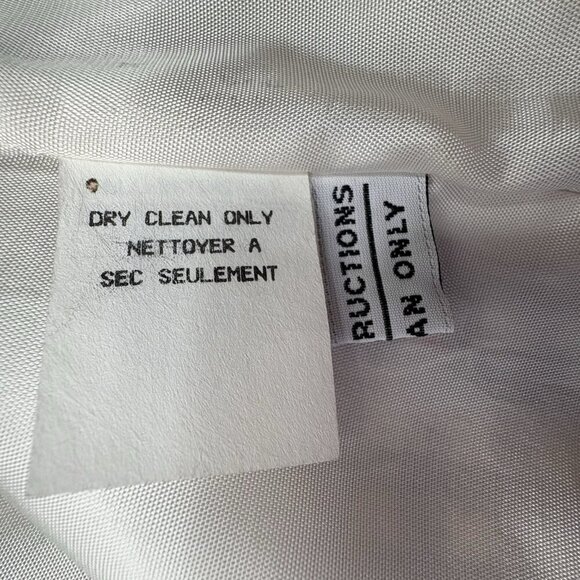 DRY CLEAN ONLY
NETTOYER A
SEC SEULEMENT
RUCTIONS
AN ONLY